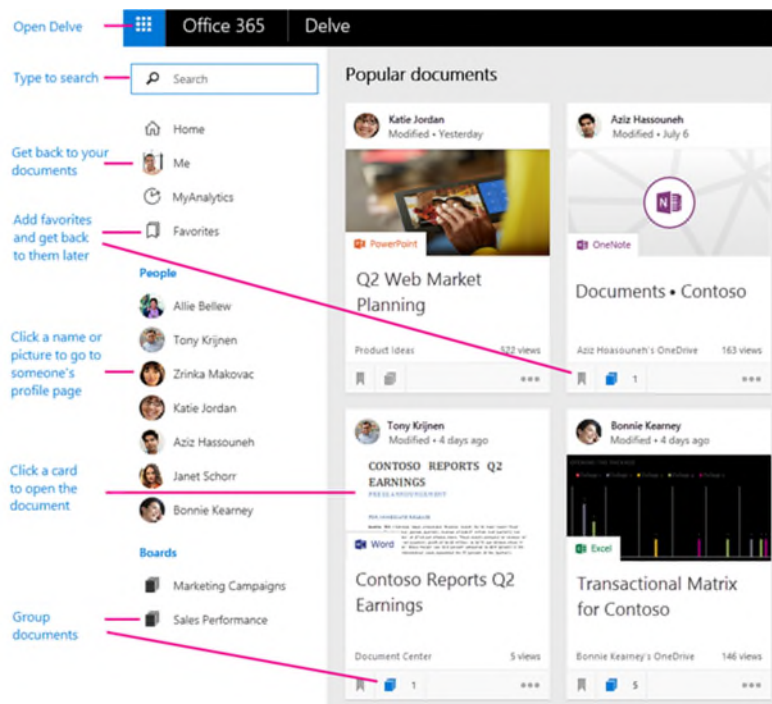 Open Delve
Office 365
Delve
Type to search
Search
Popular documents
Home
Get back to your
documents
Me
MyAnalytics
Add favorites
and get back
to them later
Favorites
People
Allie Bellew
Tony Krijnen
Click a name or
picture to go to
someone's
profile page
Zrinka Makovac
Katie Jordan
Aziz Hassouneh
Click a card
to open the
document
Janet Schorr
Bonnie Kearney
Boards
Marketing Campaigns
Group
documents
Sales Performance
Katie Jordan
Modified • Yesterday
PowerPoint
Q2 Web Market
Planning
Product Ideas
522 views
Aziz Hassouneh
Modified • July 6
OneNote
Documents • Contoso
Aziz Hoasouneh's OneDrive
163 views
1
Tony Krijnen
Modified • 4 days ago
CONTOSO REPORTS Q2
EARNINGS
PRESS ANNOUNCEMENT
FOR IMMEDIATE RELEASE
Word
Contoso Reports Q2
Earnings
Document Center
5 views
1
Bonnie Kearney
Modified • 4 days ago
Excel
Transactional Matrix
for Contoso
Bonnie Kearney's OneDrive
146 views
5